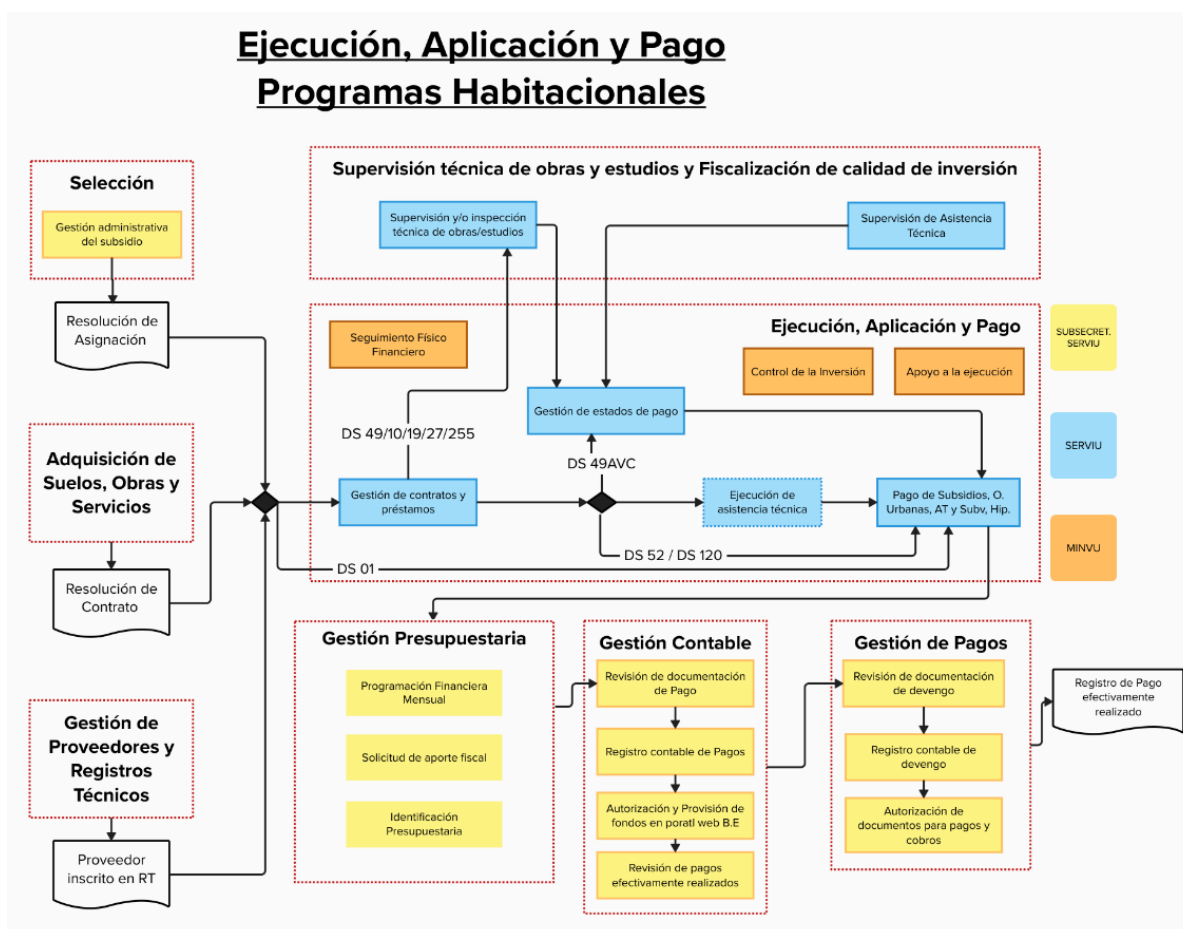 Ejecución, Aplicación y Pago
Programas Habitacionales
Selección
Gestión administrativa
del subsidio
Resolución de
Asignación
Adquisición de
Suelos, Obras y
Servicios
Resolución de
Contrato
Gestión de
Proveedores y
Registros
Técnicos
Proveedor
inscrito en RT
Supervisión técnica de obras y estudios y Fiscalización de calidad de inversión
Supervisión y/o inspección
técnica de obras/estudios
Supervisión de Asistencia
Técnica
Ejecución, Aplicación y Pago
Seguimiento Físico
Financiero
Control de la Inversión
Apoyo a la ejecución
Gestión de estados de pago
DS 49/10/19/27/255
DS 49AVC
Gestión de contratos y
préstamos
Ejecución de
asistencia técnica
Pago de Subsidios, O.
Urbanas, AT y Subv, Hip.
DS 52 / DS 120
DS 01
SUBSECRET.
SERVIU
SERVIU
MINVU
Gestión Presupuestaria
Programación Financiera
Mensual
Solicitud de aporte fiscal
Identificación
Presupuestaria
Gestión Contable
Revisión de documentación
de Pago
Registro contable de Pagos
Autorización y Provisión de
fondos en poratl web B.E
Revisión de pagos
efectivamente realizados
Gestión de Pagos
Revisión de documentación
de devengo
Registro contable de
devengo
Autorización de
documentos para pagos y
cobros
Registro de Pago
efectivamente
realizado